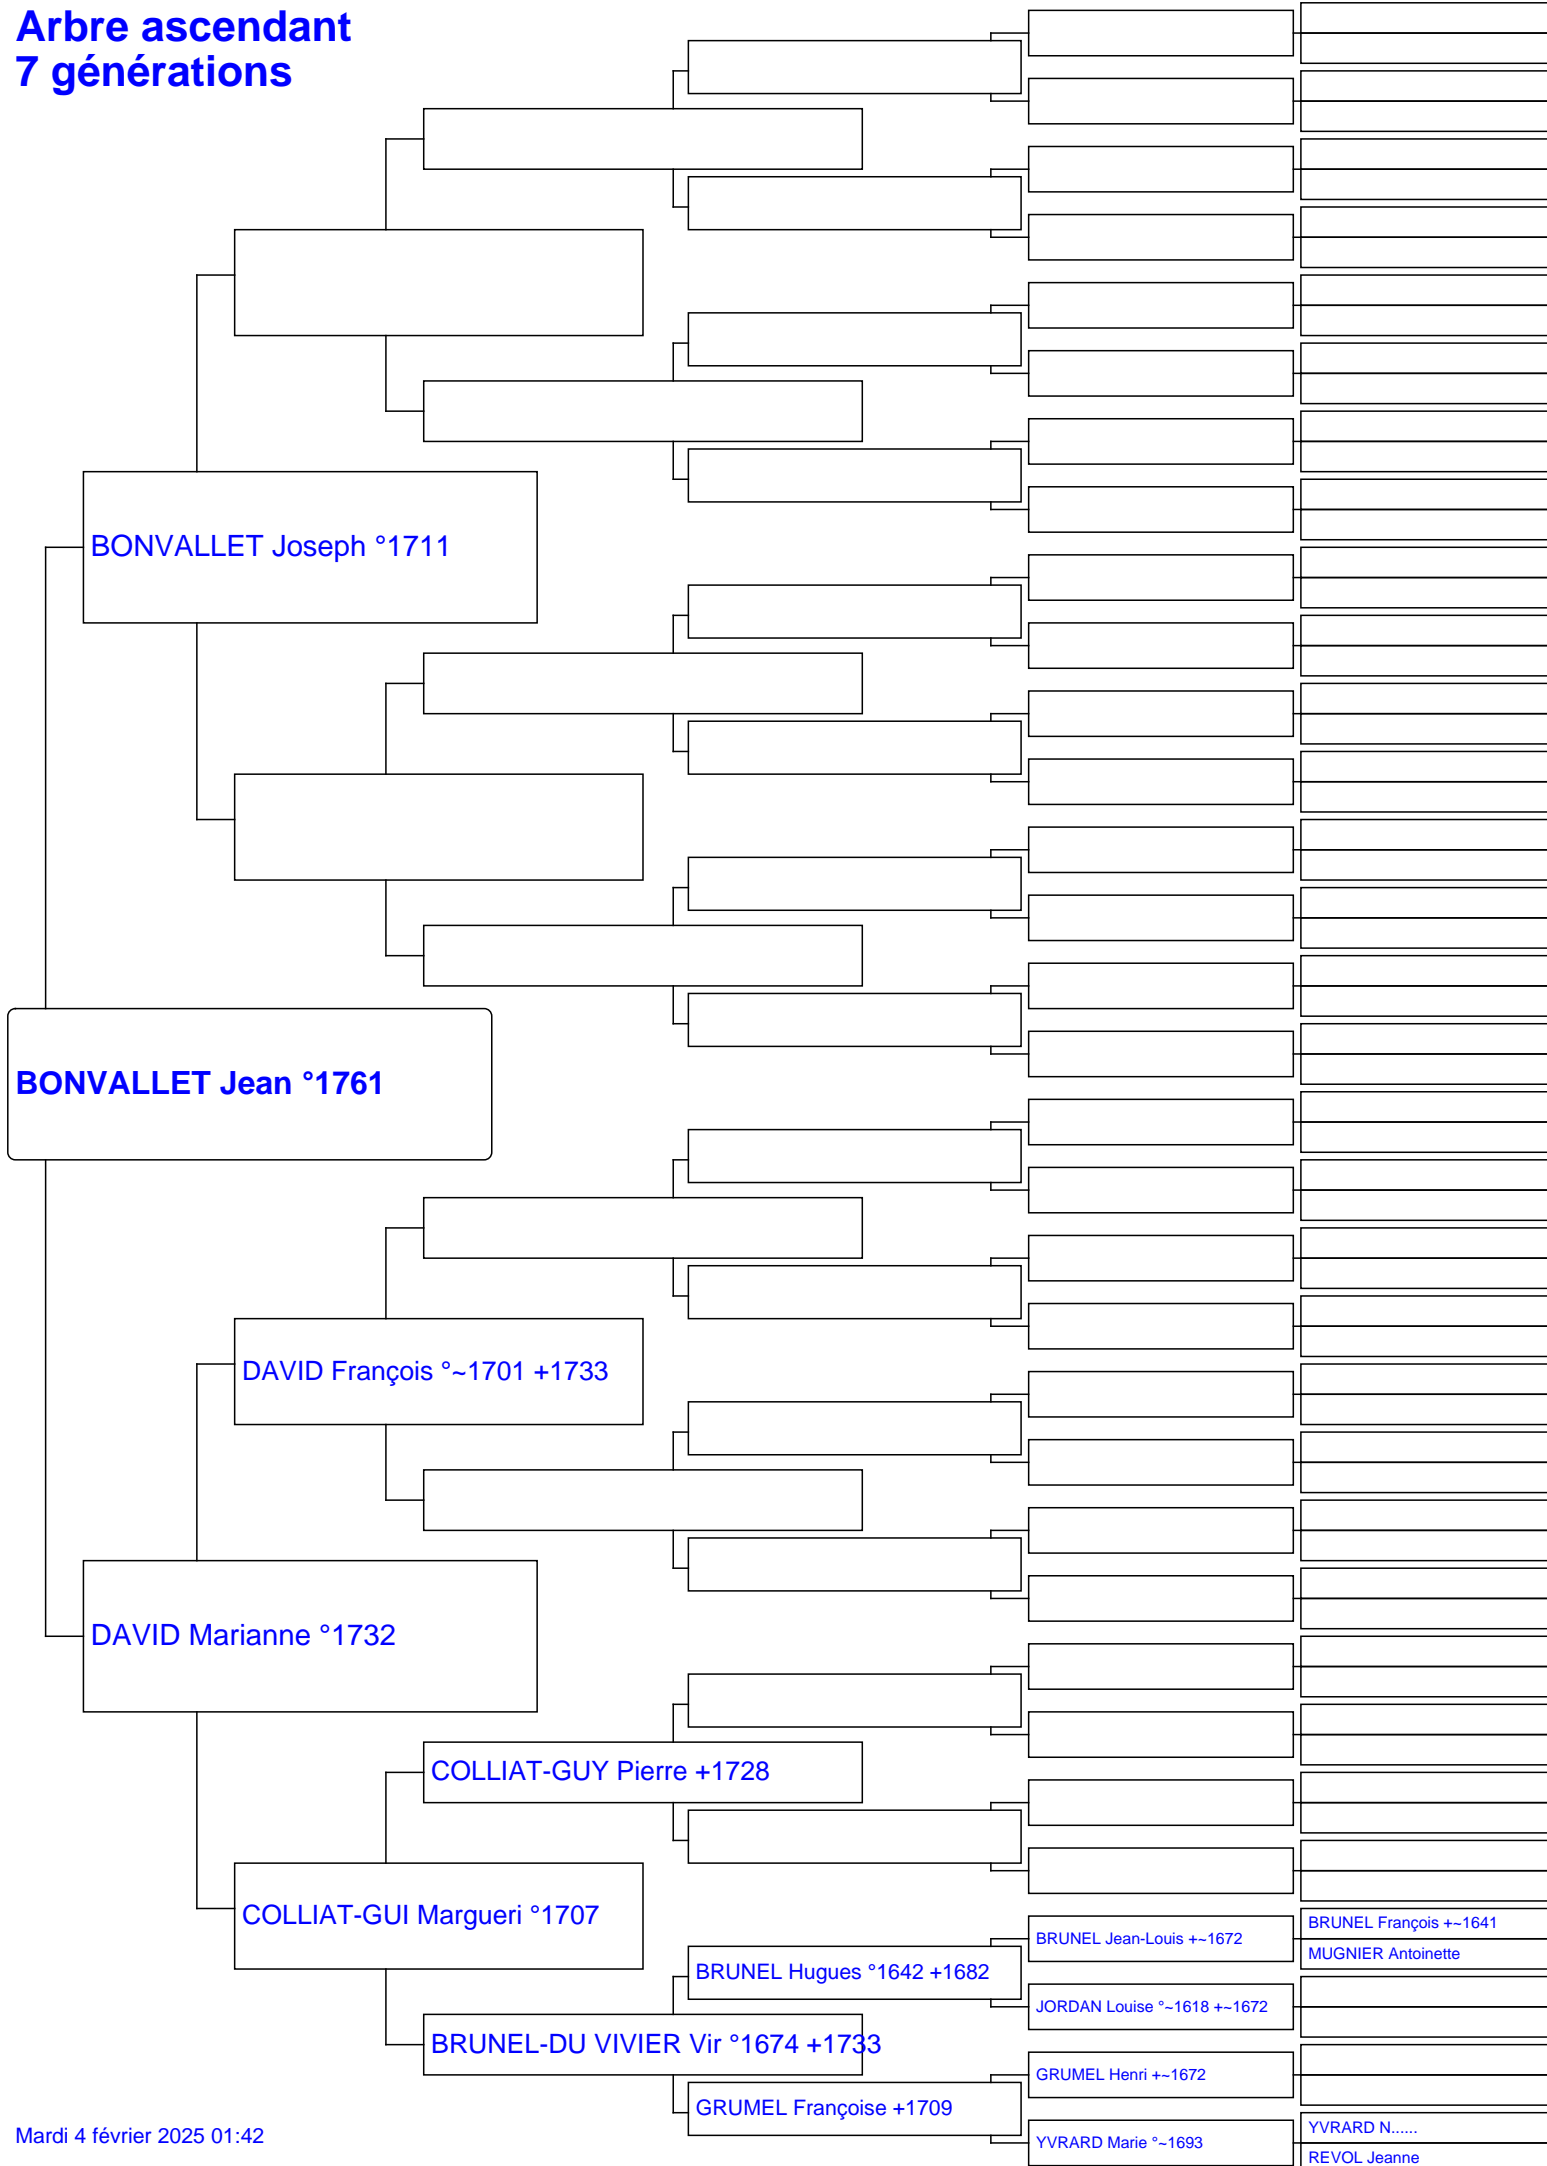 Arbre ascendant
7 générations
BONVALLET Joseph °1711
BONVALLET Jean °1761
DAVID François °~1701 +1733
DAVID Marianne °1732
COLLIAT-GUY Pierre +1728
COLLIAT-GUI Margueri °1707
BRUNEL François +~1641
BRUNEL Jean-Louis +~1672
MUGNIER Antoinette
BRUNEL Hugues °1642 +1682
JORDAN Louise °~1618 +~1672
BRUNEL-DU VIVIER Vir °1674 +1733
GRUMEL Henri +~1672
GRUMEL Françoise +1709
YVRARD N......
YVRARD Marie °~1693
REVOL Jeanne
Mardi 4 février 2025 01:42